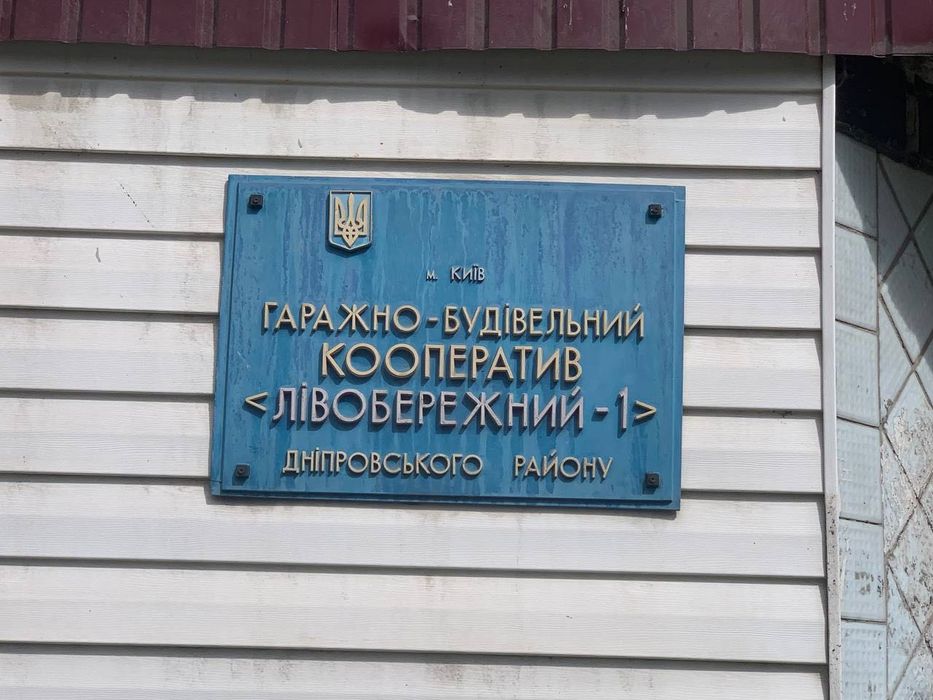 м. Київ
ГАРАЖНО-БУДІВЕЛЬНИЙ
КООПЕРАТИВ
<ЛІВОБЕРЕЖНИЙ-1>
ДНІПРОВСЬКОГО РАЙОНУ